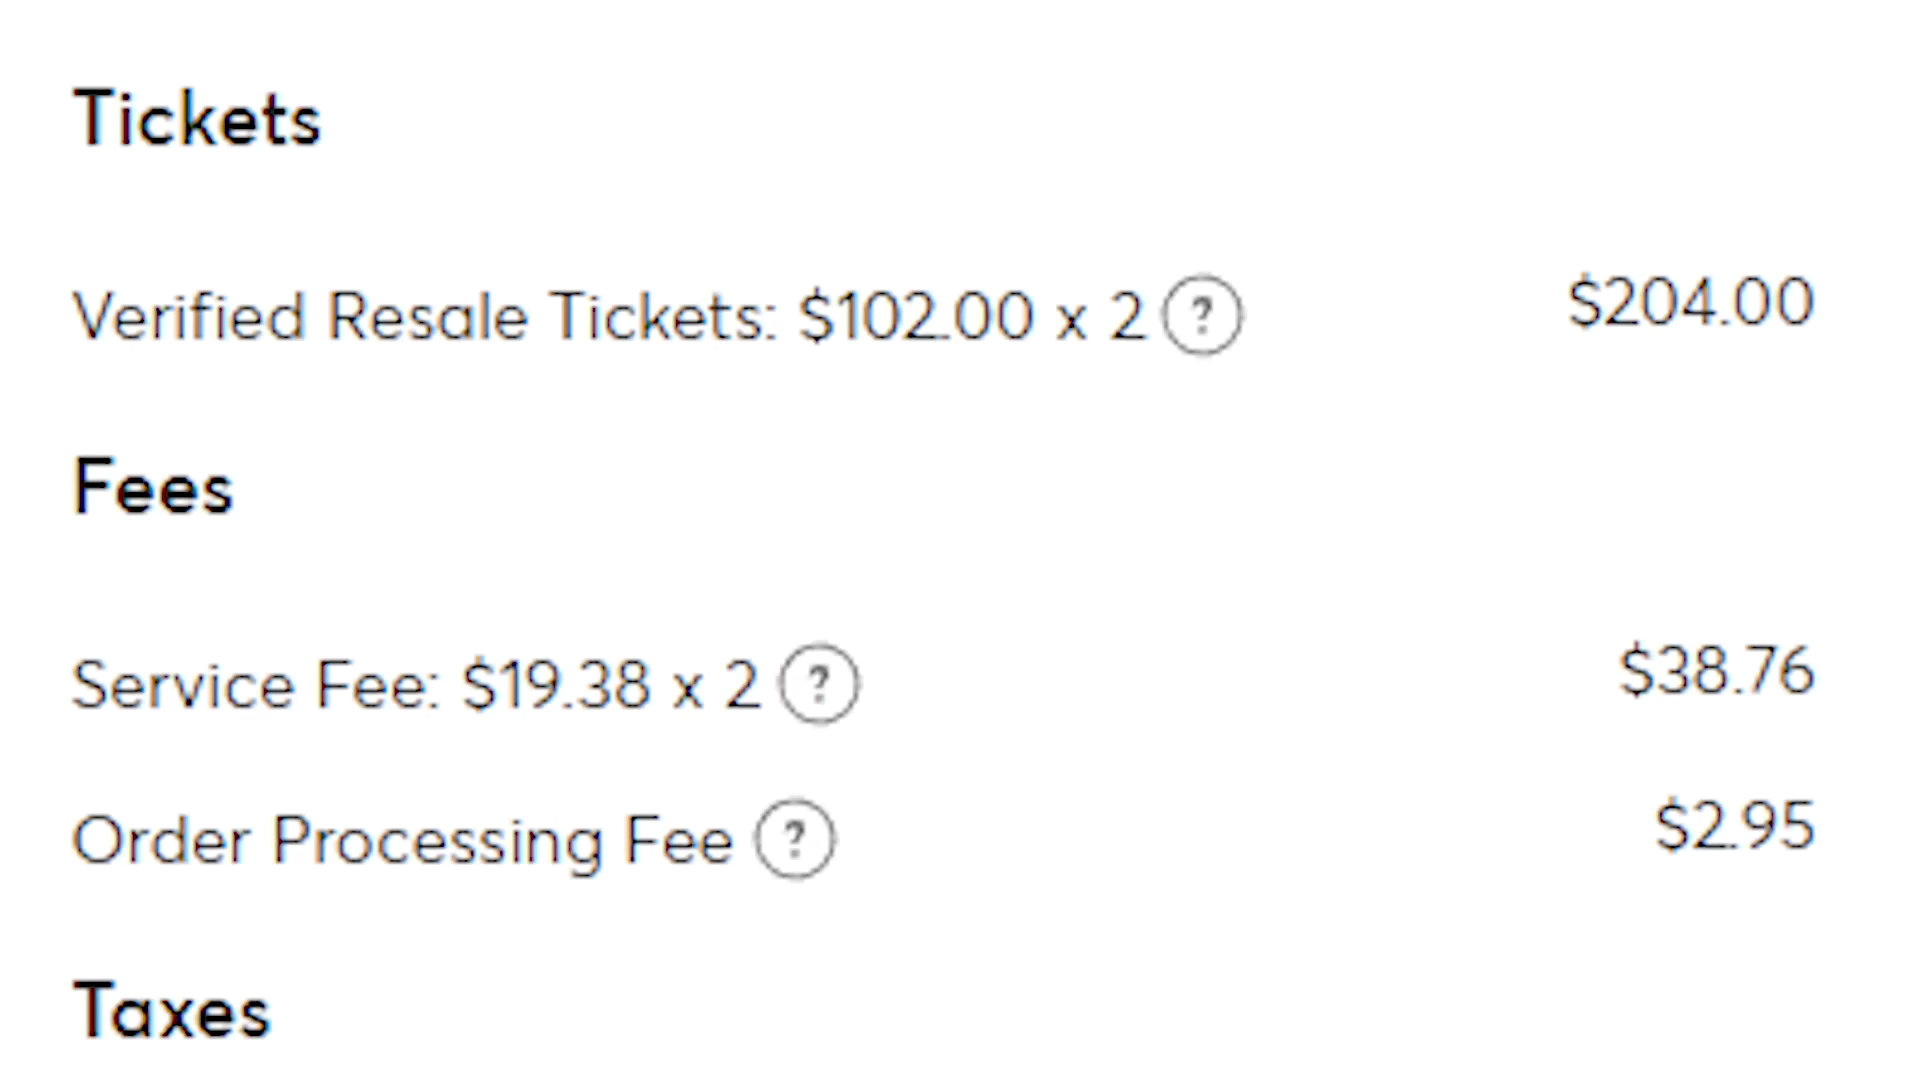 Tickets
Verified Resale Tickets: $102.00 x 2 ? $204.00
Fees
Service Fee: $19.38 x 2 ? $38.76
Order Processing Fee ? $2.95
Taxes